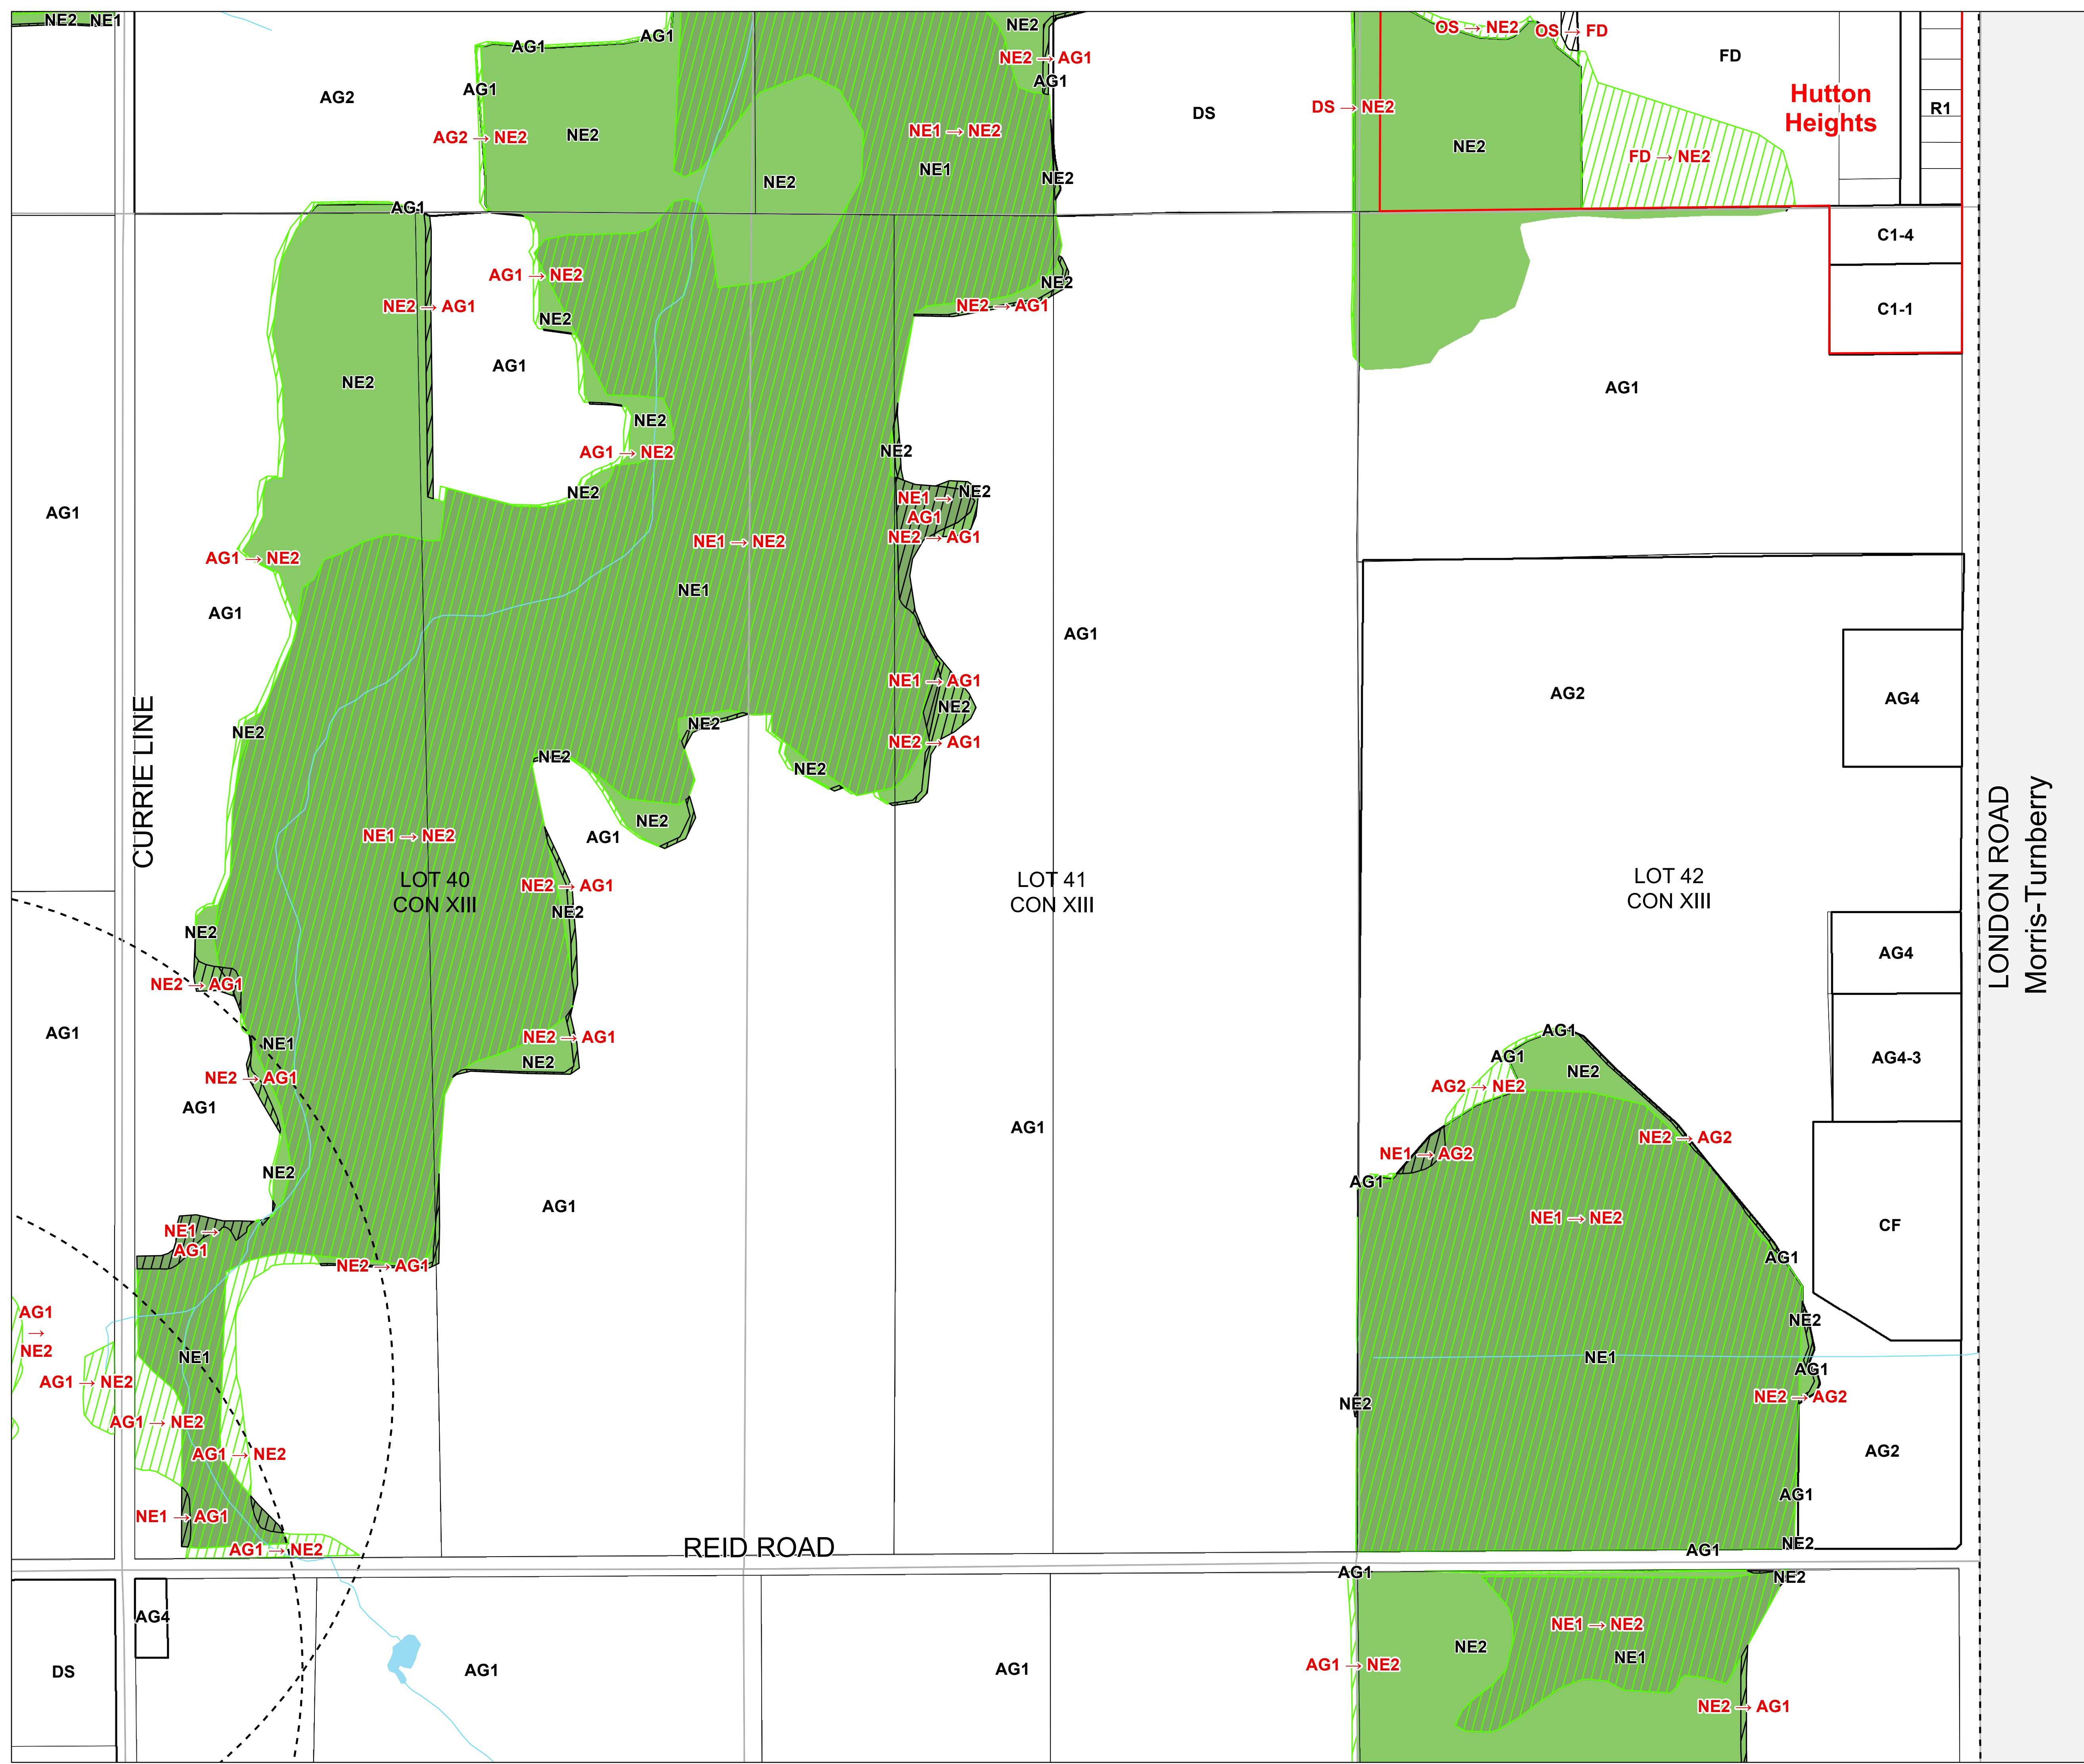 NE2
NE1
AG1
AG1
NE2
NE2 → AG1
AG1
OS → NE2
OS → FD
FD
AG2
AG1
DS
DS → NE2
Hutton
Heights
R1
AG2 → NE2
NE2
NE1 → NE2
NE2
FD → NE2
NE1
NE2
NE2
AG1
C1-4
AG1 → NE2
NE2
NE2 → AG1
NE2 → AG1
C1-1
NE2
AG1
NE2
AG1
NE2
AG1 → NE2
NE2
NE2
NE2
NE1 →
AG1
AG1
NE2 → AG1
NE1 → NE2
AG1 → NE2
NE1
AG1
AG1
NE1 → AG1
AG2
AG4
NE2
NE2
NE2
NE2 → AG1
NE2
NE2
CURRIE LINE
NE2
AG1
NE1 → NE2
LOT 40
CON XIII
LOT 41
CON XIII
LOT 42
CON XIII
LONDON ROAD
Morris-Turnberry
NE2 → AG1
NE2
NE2
AG4
NE2 → AG1
AG1
NE1
NE2 → AG1
NE2
AG1
AG1
NE2
AG4-3
NE2 → AG1
AG2 → NE2
AG1
AG1
NE2 → AG2
NE1 → AG2
NE2
AG1
AG1
NE1 → NE2
CF
NE1 →
AG1
AG1
NE2 → AG1
AG1
→
NE2
NE2
NE1
NE1
AG1
AG1 → NE2
NE2 → AG2
NE2
AG1 → NE2
AG1 → NE2
AG2
AG1
NE1 → AG1
NE2
AG1 → NE2
REID ROAD
AG1
AG1
NE2
AG4
NE1 → NE2
NE2
NE1
DS
AG1
AG1
AG1 → NE2
NE2 → AG1